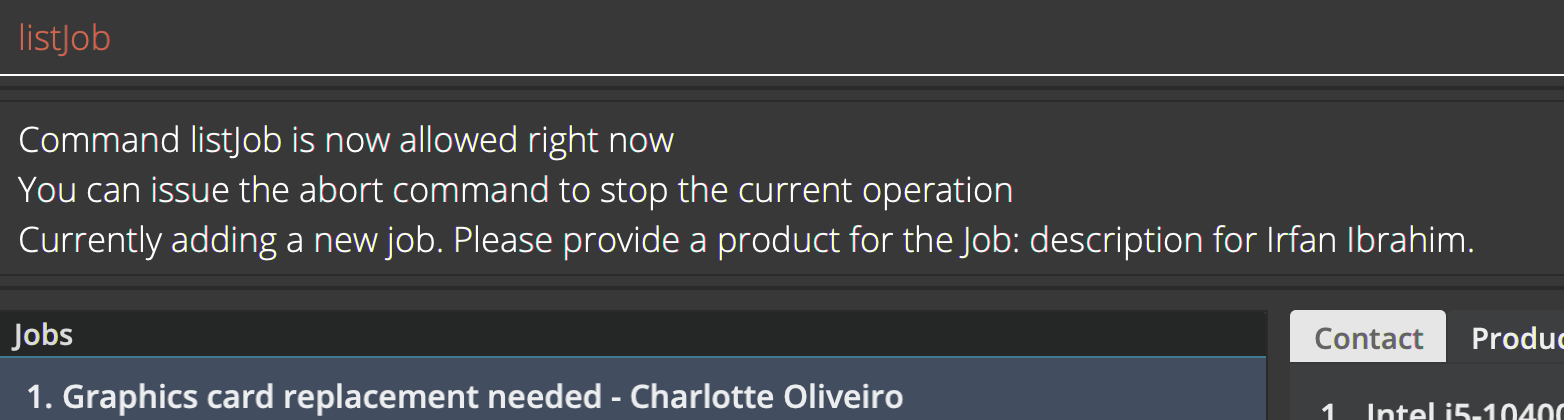 listJob
Command listJob is now allowed right now
You can issue the abort command to stop the current operation
Currently adding a new job. Please provide a product for the Job: description for Irfan Ibrahim.
Jobs
Contact
1. Graphics card replacement needed - Charlotte Oliveiro
1. Intel